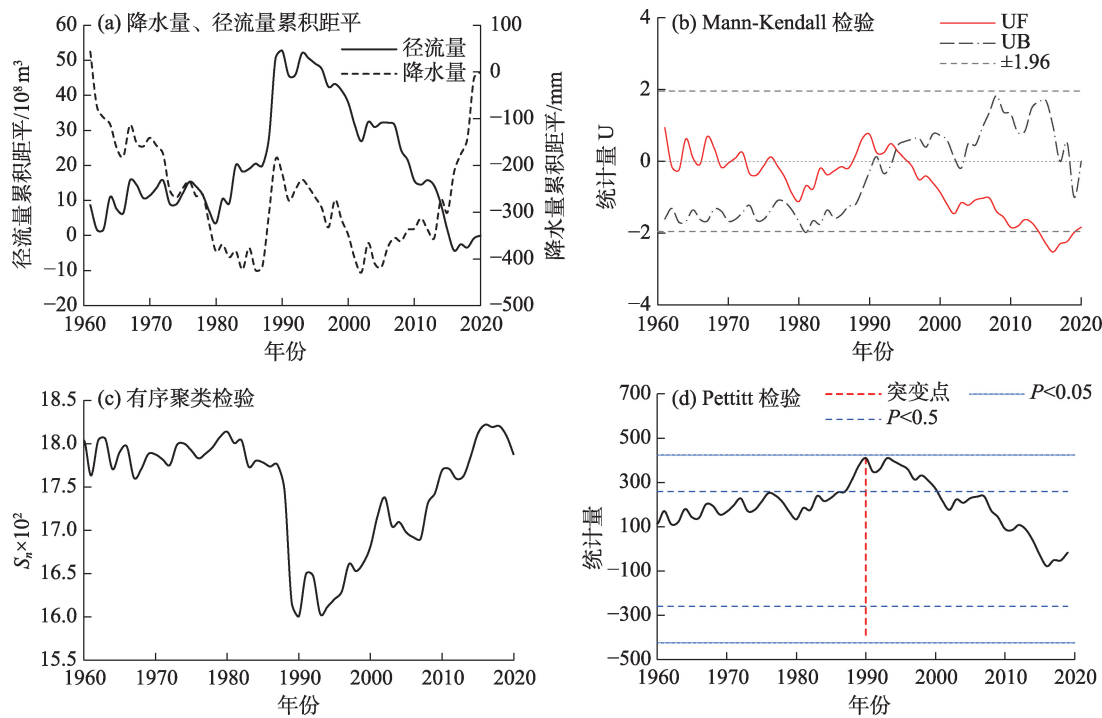 (a) 降水量、径流量累积距平
径流量
降水量
60
50
40
30
20
10
0
−10
−20
径流量累积距平/10⁸ m³
100
0
−100
−200
−300
−400
−500
降水量累积距平/mm
1960 1970 1980 1990 2000 2010 2020
年份
(b) Mann-Kendall 检验
UF
UB
±1.96
4
2
0
−2
−4
统计量 U
1960 1970 1980 1990 2000 2010 2020
年份
(c) 有序聚类检验
18.5
18.0
17.5
17.0
16.5
16.0
15.5
Sₙ×10²
1960 1970 1980 1990 2000 2010 2020
年份
(d) Pettitt 检验
突变点
P<0.05
P<0.5
700
500
300
100
−100
−300
−500
统计量
1960 1970 1980 1990 2000 2010 2020
年份